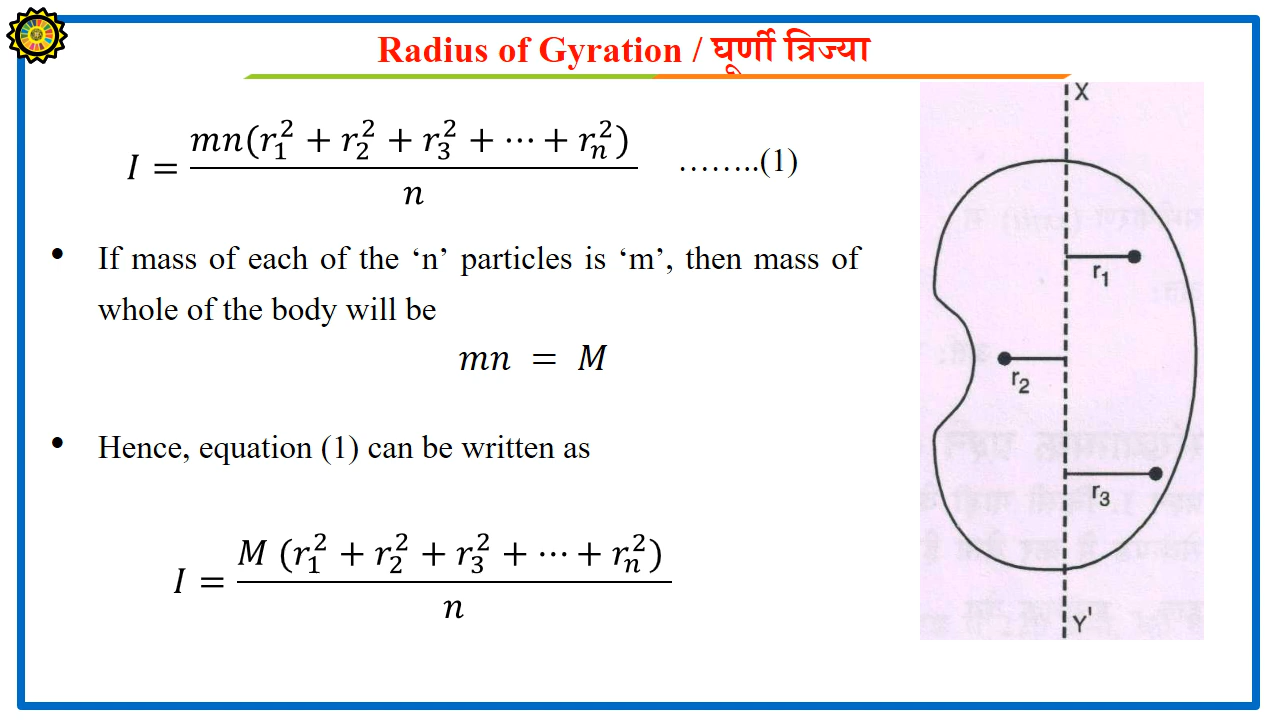 Radius of Gyration / घूर्णी त्रिज्या
I = mn(r₁² + r₂² + r₃² + ⋯ + rₙ²) / n ……..(1)
• If mass of each of the ‘n’ particles is ‘m’, then mass of
whole of the body will be
mn = M
• Hence, equation (1) can be written as
I = M (r₁² + r₂² + r₃² + ⋯ + rₙ²) / n
X
r₁
r₂
r₃
Y'